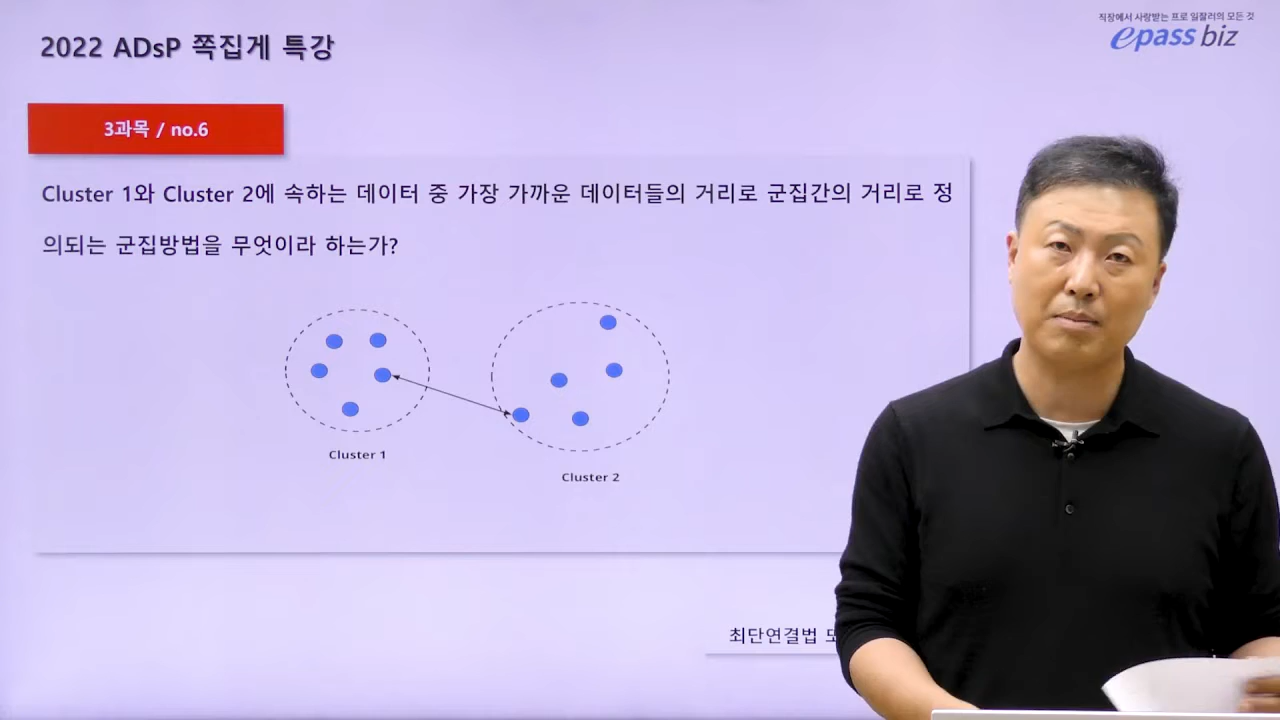 2022 ADsP 쪽집게 특강
직장에서 사랑받는 프로 일잘러의 모든 것
epass biz
3과목 / no.6
Cluster 1와 Cluster 2에 속하는 데이터 중 가장 가까운 데이터들의 거리로 군집간의 거리로 정
의되는 군집방법을 무엇이라 하는가?
Cluster 1
Cluster 2
최단연결법